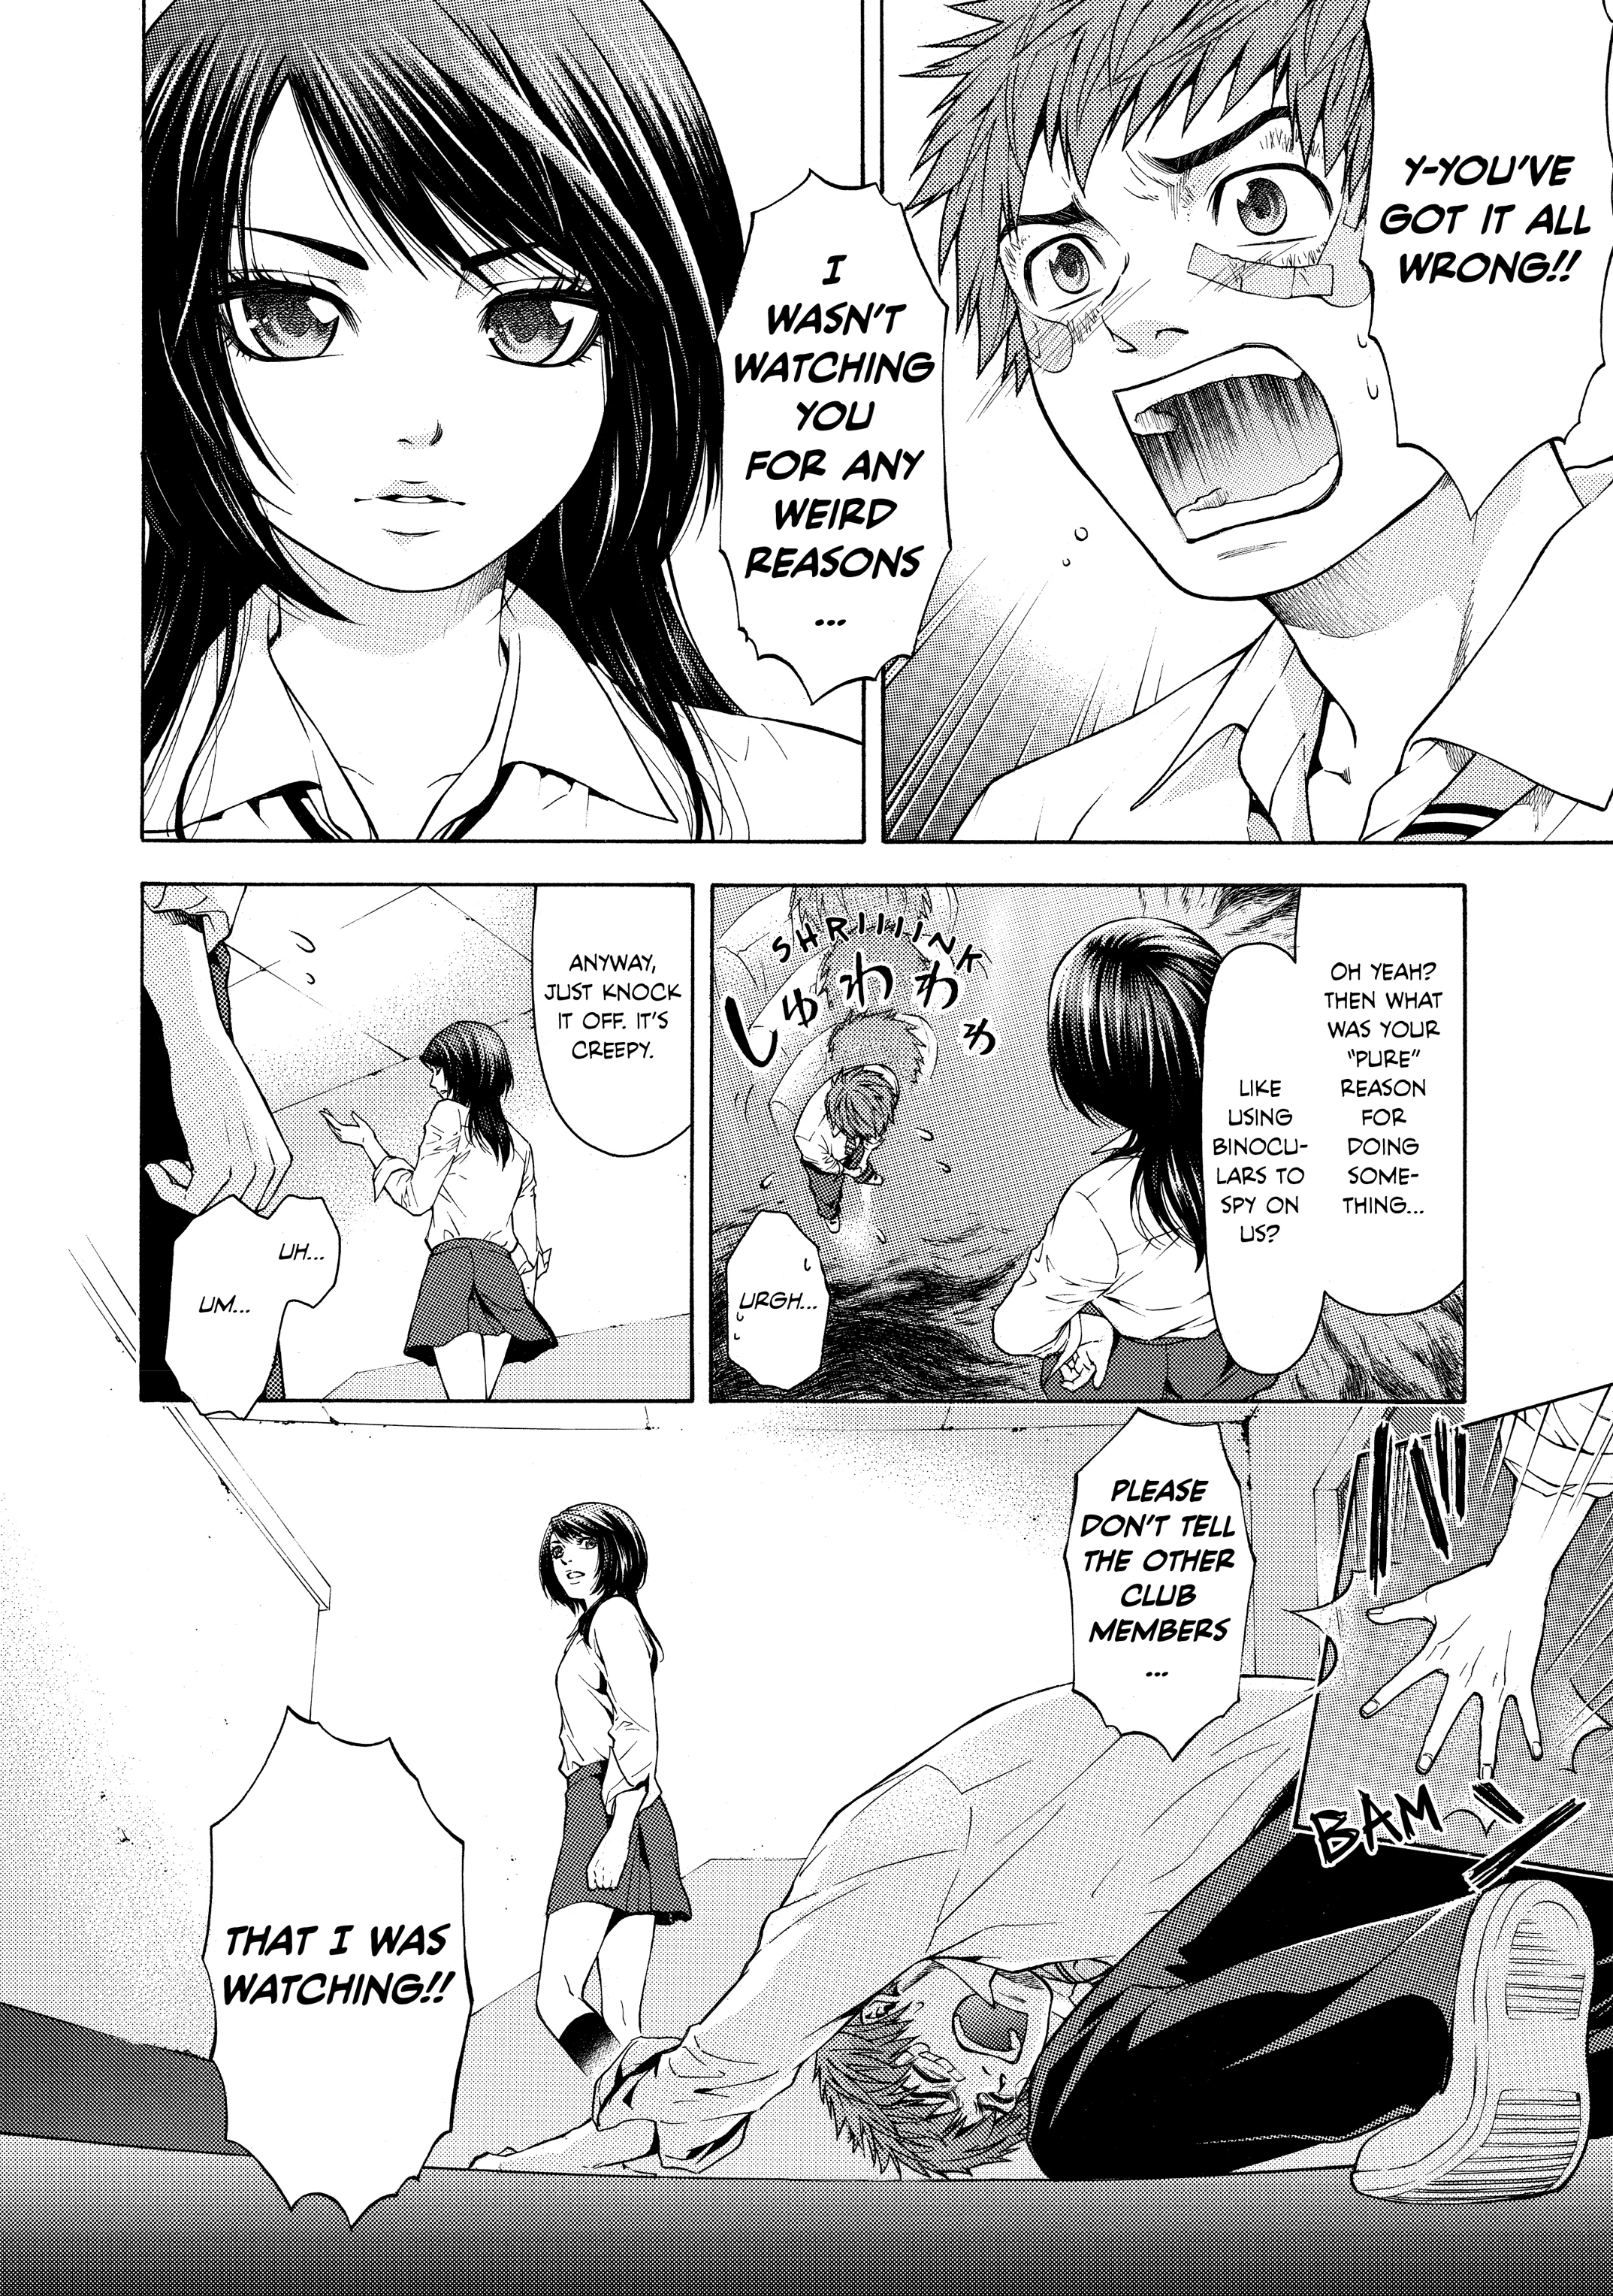 Y-YOU'VE
GOT IT ALL
WRONG!!
I
WASN'T
WATCHING
YOU
FOR ANY
WEIRD
REASONS
...
OH YEAH?
THEN WHAT
WAS YOUR
"PURE"
REASON
FOR
DOING
SOME-
THING...
LIKE
USING
BINOCU-
LARS TO
SPY ON
US?
SHRIIIINK
しゅわわわ
URGH...
ANYWAY,
JUST KNOCK
IT OFF. IT'S
CREEPY.
UH...
UM...
バン
BAM
PLEASE
DON'T TELL
THE OTHER
CLUB
MEMBERS
...
THAT I WAS
WATCHING!!